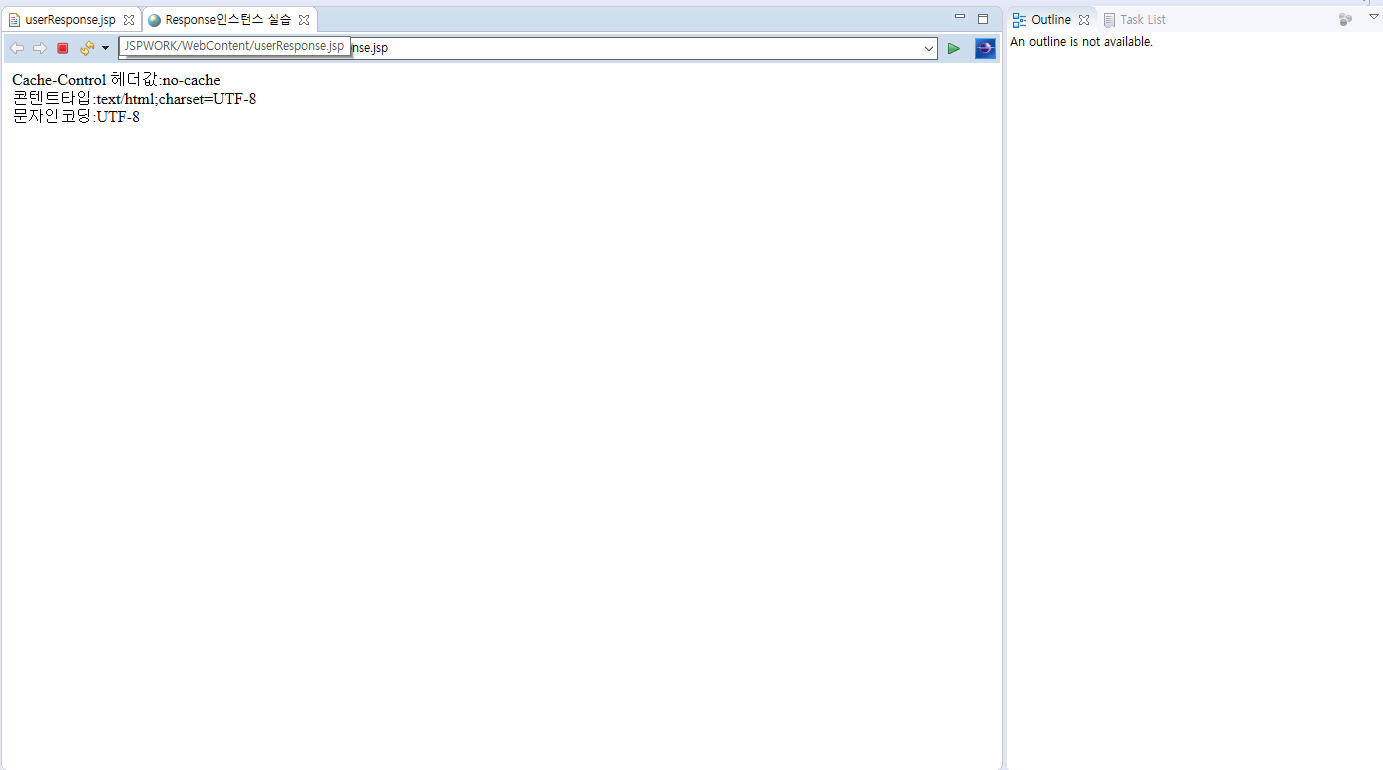 userResponse.jsp
Response인스턴스 실습
Outline
Task List
JSPWORK/WebContent/userResponse.jsp
nse.jsp
An outline is not available.
Cache-Control 헤더값:no-cache
콘텐트타입:text/html;charset=UTF-8
문자인코딩:UTF-8